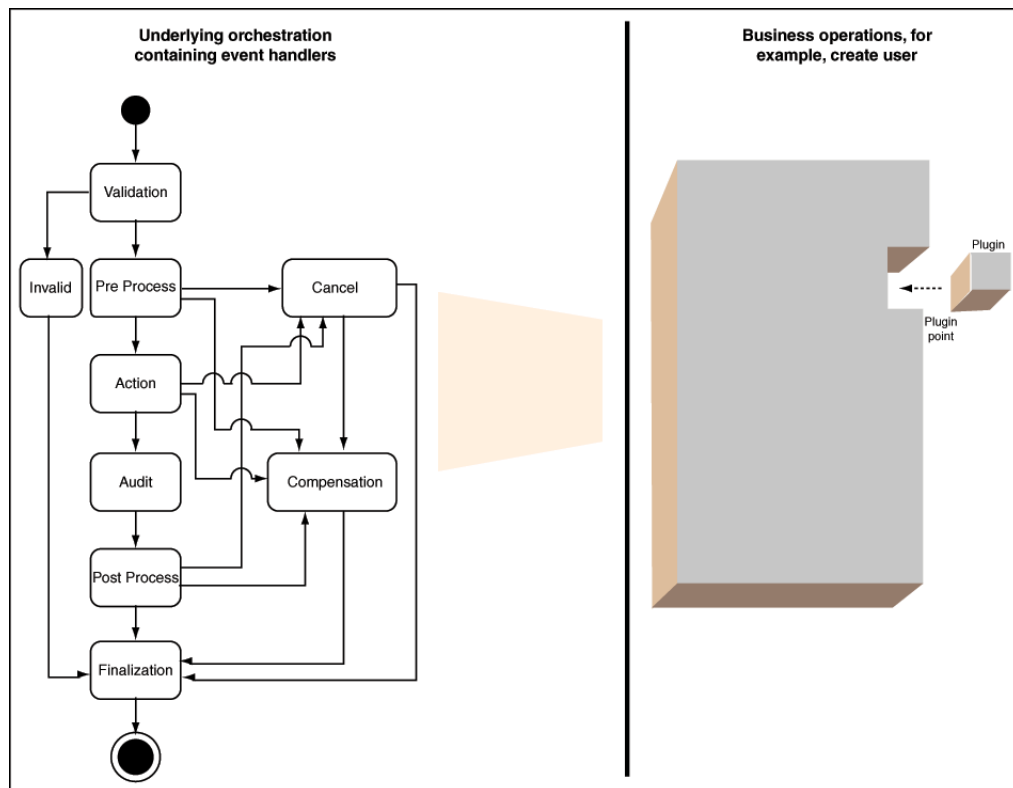 Underlying orchestration
containing event handlers
Business operations, for
example, create user
Validation
Invalid
Pre Process
Cancel
Action
Audit
Compensation
Post Process
Finalization
Plugin
Plugin
point